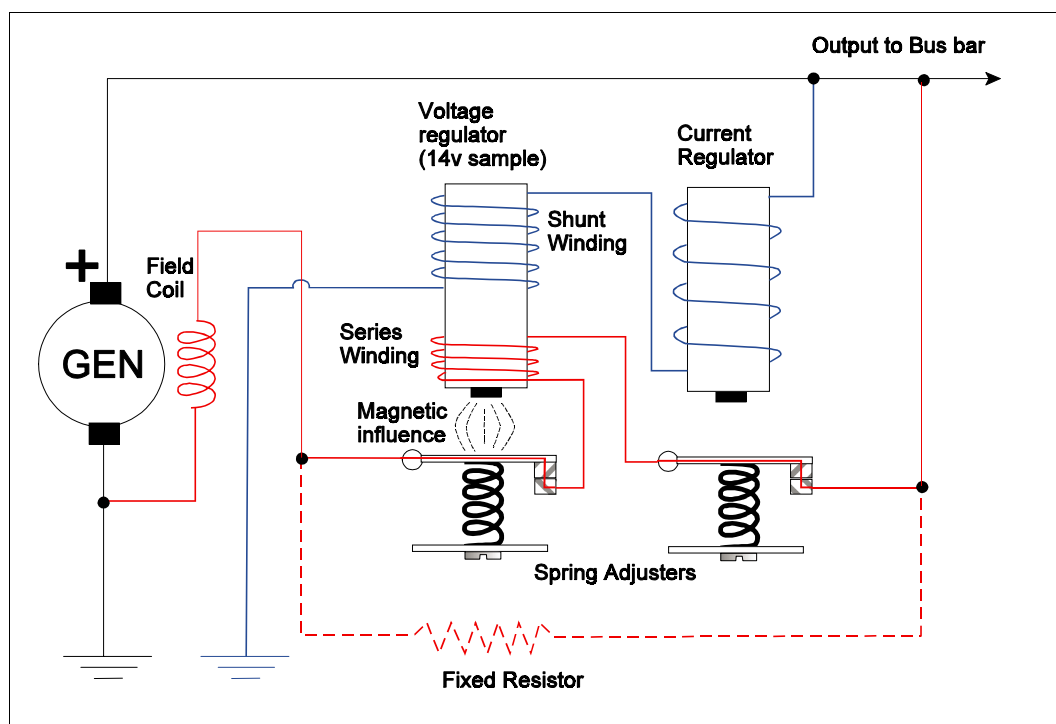 Output to Bus bar
Voltage
regulator
(14v sample)
Current
Regulator
Shunt
Winding
+
Field
Coil
GEN
Series
Winding
Magnetic
influence
Spring Adjusters
Fixed Resistor